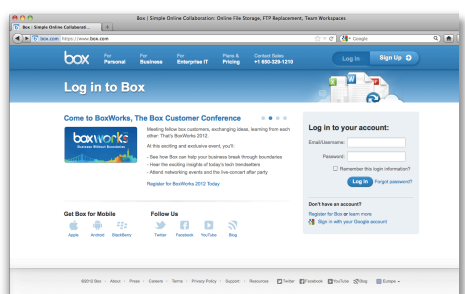 Box | Simple Online Collaboration: Online File Storage, FTP Replacement, Team Workspaces
Box | Simple Online Collaborati...
box.com https://www.box.com
Google
box
For Personal
For Business
For Enterprise IT
Plans & Pricing
Contact Sales +1 650-329-1210
Log In
Sign Up
Log in to Box
Come to BoxWorks, The Box Customer Conference
boxworks
Business Without Boundaries
Meeting fellow box customers, exchanging ideas, learning from each
other. That's BoxWorks 2012.
At this exciting and exclusive event, you'll:
- See how Box can help your business break through boundaries
- Hear the exciting insights of today's tech trendsetters
- Attend networking events and the live-concert after party
Register for BoxWorks 2012 Today
Log in to your account:
Email/Username:
Password:
Remember this login information?
Log In Forgot password?
Don't have an account?
Register for Box or learn more
Sign in with your Google account
Get Box for Mobile
Apple Android BlackBerry
Follow Us
Twitter Facebook YouTube Blog
©2012 Box · About · Press · Careers · Terms · Privacy Policy · Support · Resources Twitter Facebook YouTube Blog Europe